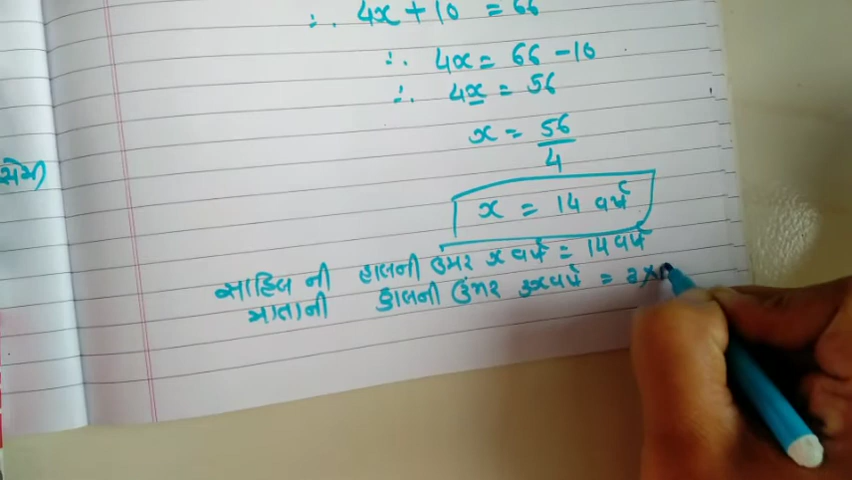 ∴ 4x + 10 = 66
∴ 4x = 66 - 10
∴ 4x = 56
x = 56/4
x = 14 વર્ષ
સેમી
સાહિલ ની હાલની ઉંમર x વર્ષ = 14 વર્ષ
માતાની હાલની ઉંમર 3x વર્ષ = 3 ×